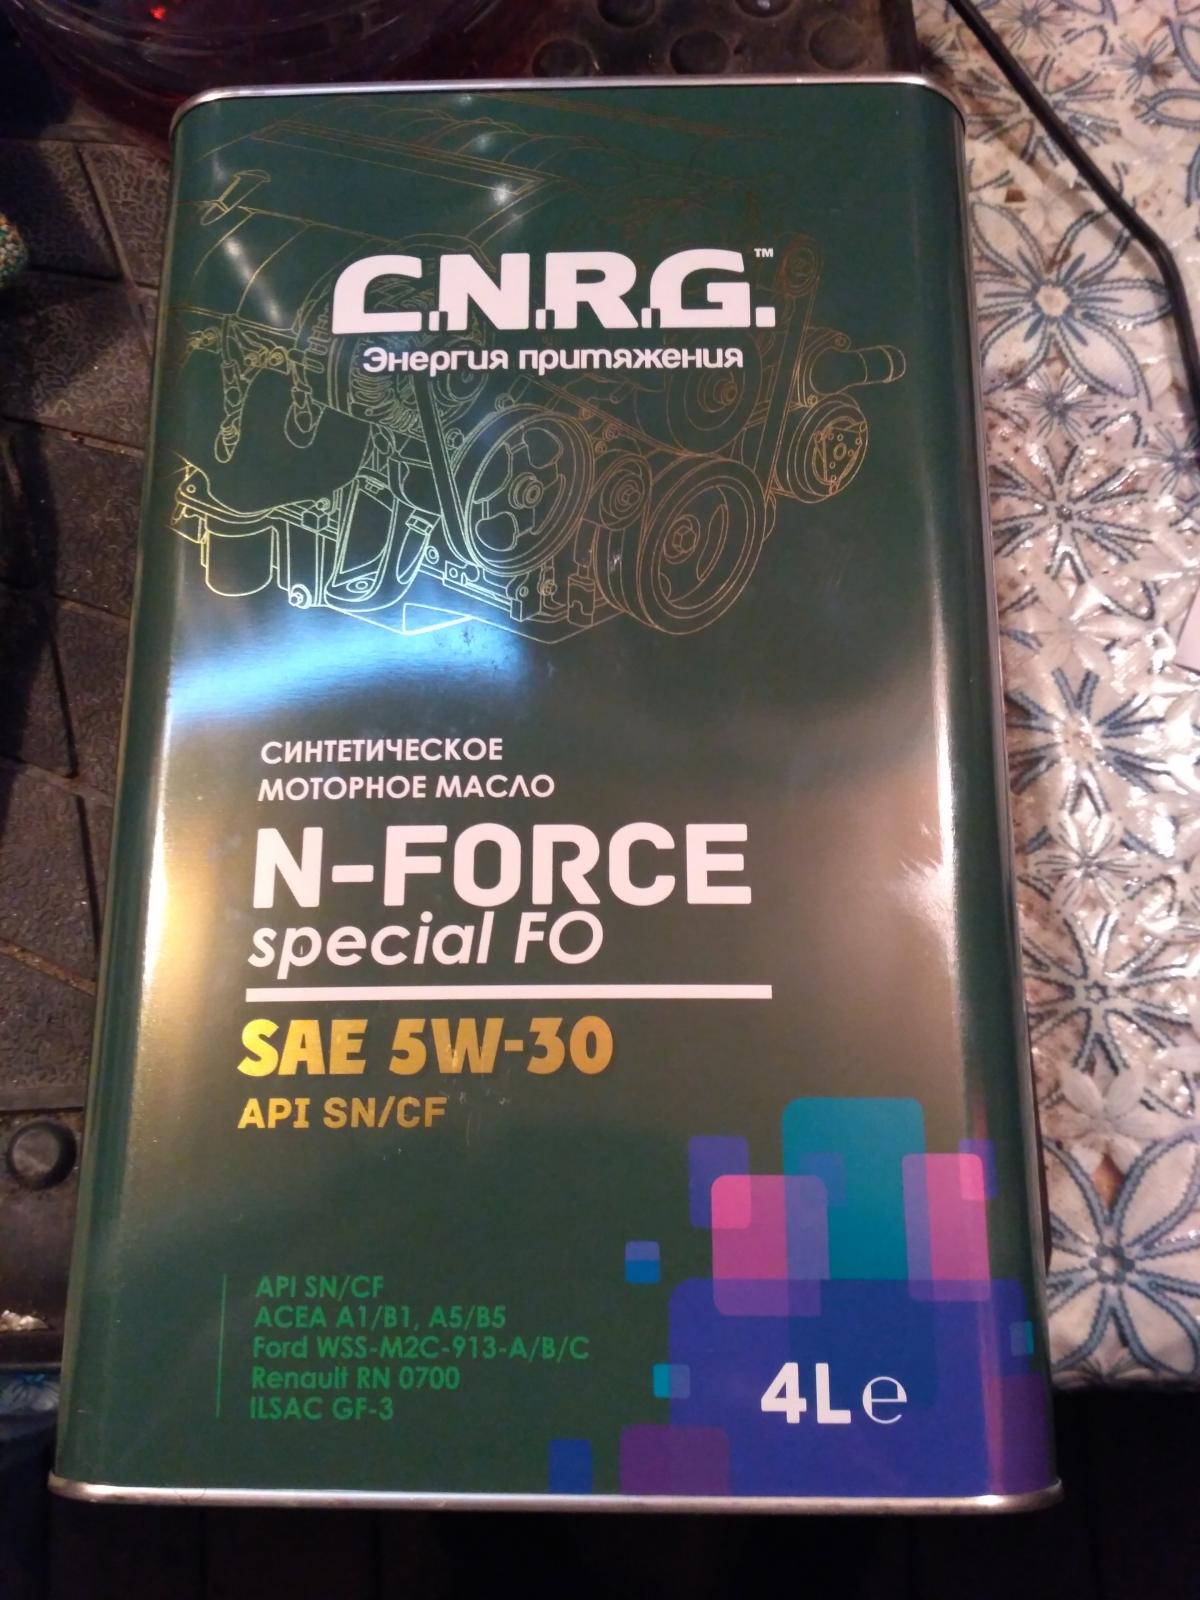 C.N.R.G.™
Энергия притяжения
СИНТЕТИЧЕСКОЕ
МОТОРНОЕ МАСЛО
N-FORCE
special FO
SAE 5W-30
API SN/CF
API SN/CF
ACEA A1/B1, A5/B5
Ford WSS-M2C-913-A/B/C
Renault RN 0700
ILSAC GF-3
4L℮